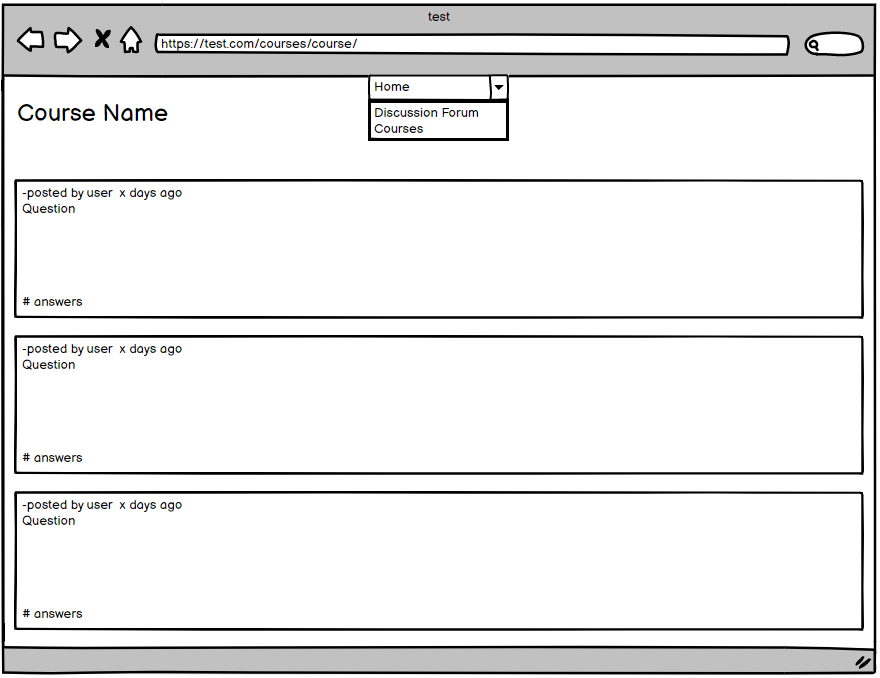 test
https://test.com/courses/course/
Home
Discussion Forum
Courses
Course Name
-posted by user  x days ago
Question
# answers
-posted by user  x days ago
Question
# answers
-posted by user  x days ago
Question
# answers